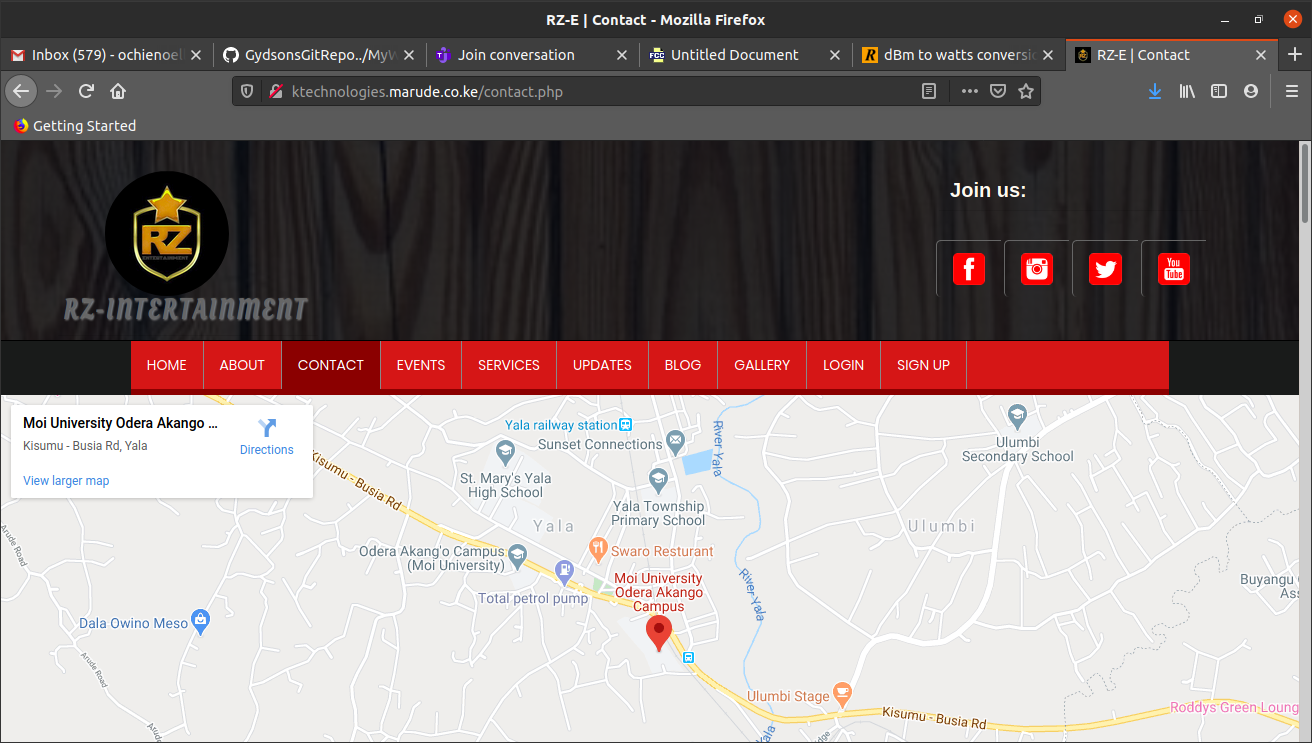 RZ-E | Contact - Mozilla Firefox
Inbox (579) - ochienoel
GydsonsGitRepo../MyW
Join conversation
FCC
Untitled Document
R
dBm to watts conversio
RZ-E | Contact
ktechnologies.marude.co.ke/contact.php
Getting Started
RZ
ENTERTAINMENT
RZ-INTERTAINMENT
Join us:
You
Tube
HOME
ABOUT
CONTACT
EVENTS
SERVICES
UPDATES
BLOG
GALLERY
LOGIN
SIGN UP
Moi University Odera Akango ...
Kisumu - Busia Rd, Yala
Directions
View larger map
Yala railway station
Sunset Connections
River Yala
Ulumbi
Secondary School
Kisumu - Busia Rd
St. Mary's Yala
High School
Yala Township
Primary School
Yala
Ulumbi
Arude Road
Odera Akang'o Campus
(Moi University)
Swaro Resturant
Moi University
Odera Akango
Campus
Total petrol pump
River Yala
Buyangu
Ass
Dala Owino Meso
Arude Road
Ulumbi Stage
Kisumu - Busia Rd
Roddys Green Loung
Arude
Yala
ridge